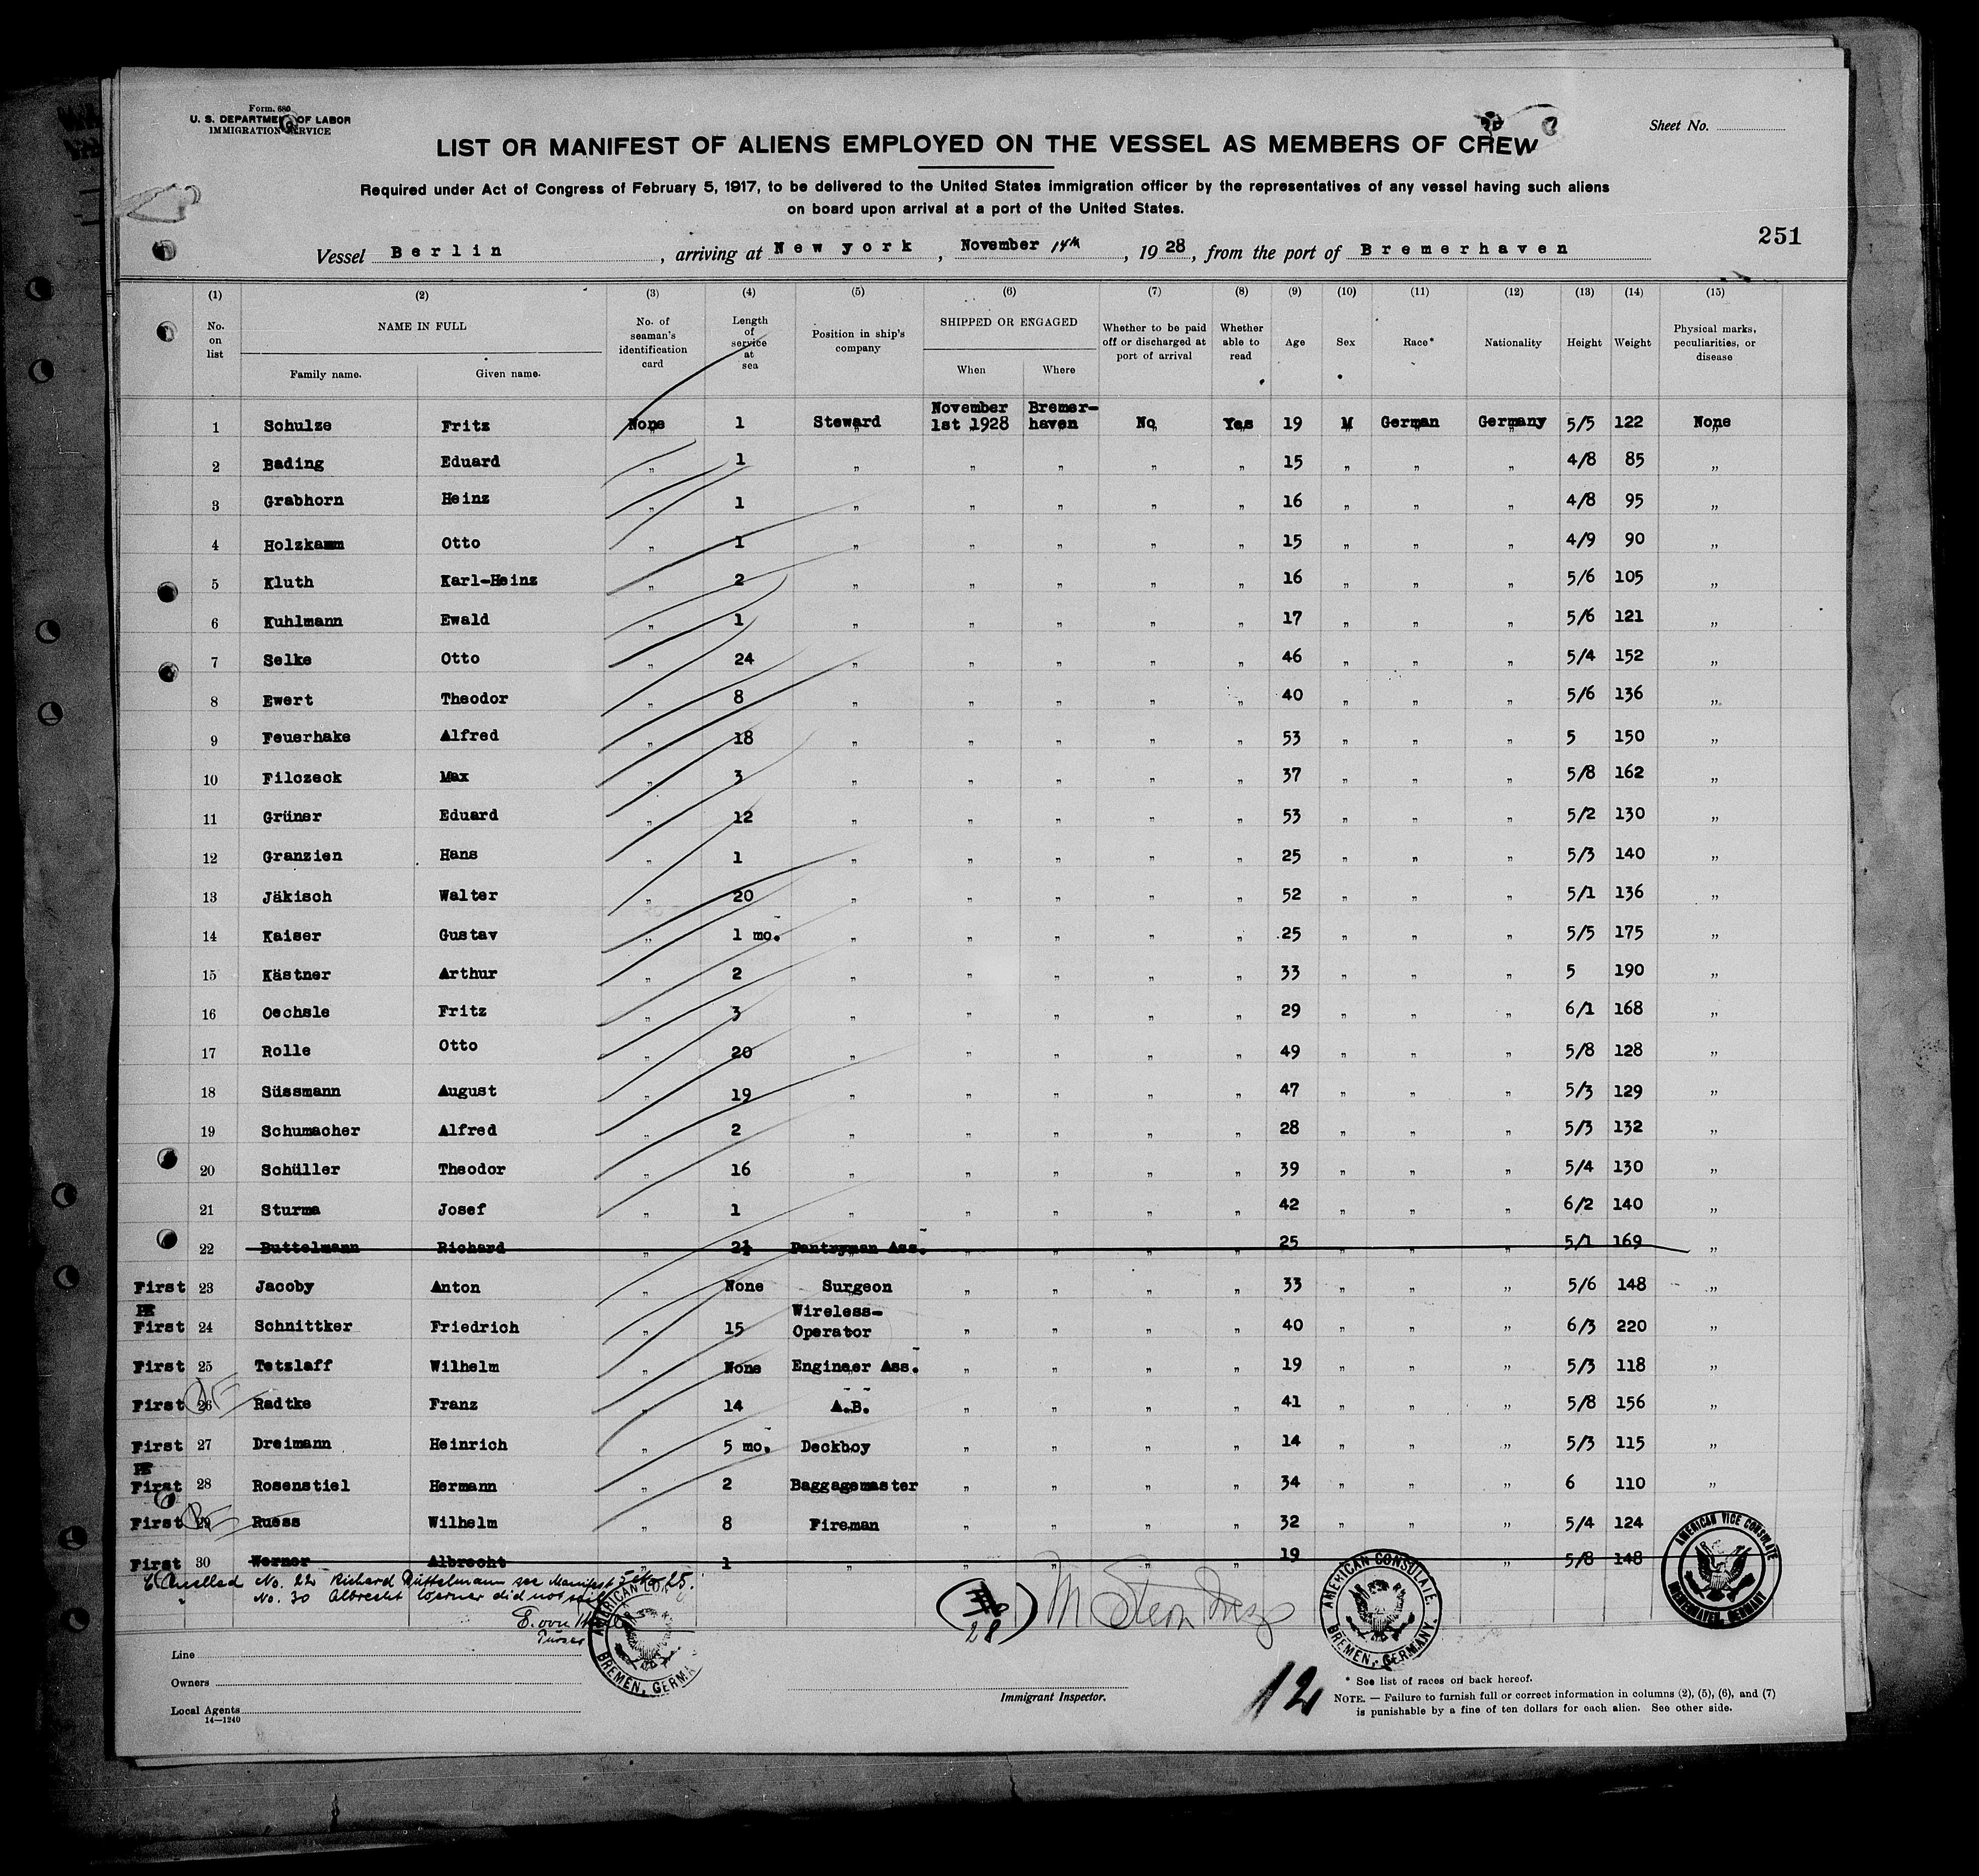 Form. 680
U. S. DEPARTMENT OF LABOR
IMMIGRATION SERVICE
Sheet No.
LIST OR MANIFEST OF ALIENS EMPLOYED ON THE VESSEL AS MEMBERS OF CREW
Required under Act of Congress of February 5, 1917, to be delivered to the United States immigration officer by the representatives of any vessel having such aliens
on board upon arrival at a port of the United States.
251
Vessel Berlin, arriving at New york, November 14th, 1928, from the port of Bremerhaven
(1) (2) (3) (4) (5) (6) (7) (8) (9) (10) (11) (12) (13) (14) (15)
No. on list NAME IN FULL Family name. Given name. No. of seaman's identification card Length of service at sea Position in ship's company SHIPPED OR ENGAGED When Where Whether to be paid off or discharged at port of arrival Whether able to read Age Sex Race* Nationality Height Weight Physical marks, peculiarities, or disease
1 Schulze Fritz None 1 Steward November 1st 1928 Bremer-haven No Yes 19 M German Germany 5/5 122 None
2 Bading Eduard " 1 " " " " " 15 " " " 4/8 85 "
3 Grabhorn Heinz " 1 " " " " " 16 " " " 4/8 95 "
4 Holzkamm Otto " 1 " " " " " 15 " " " 4/9 90 "
5 Kluth Karl-Heinz " 2 " " " " " 16 " " " 5/6 105 "
6 Kuhlmann Ewald " 1 " " " " " 17 " " " 5/6 121 "
7 Selke Otto " 24 " " " " " 46 " " " 5/4 152 "
8 Ewert Theodor " 8 " " " " " 40 " " " 5/6 136 "
9 Feuerhake Alfred " 18 " " " " " 53 " " " 5 150 "
10 Filczeck Max " 3 " " " " " 37 " " " 5/8 162 "
11 Grüner Eduard " 12 " " " " " 53 " " " 5/2 130 "
12 Granzien Hans " 1 " " " " " 25 " " " 5/3 140 "
13 Jäkisch Walter " 20 " " " " " 52 " " " 5/1 136 "
14 Kaiser Gustav " 1 mo. " " " " " 25 " " " 5/5 175 "
15 Kästner Arthur " 2 " " " " " 33 " " " 5 190 "
16 Oechsle Fritz " 3 " " " " " 29 " " " 6/1 168 "
17 Rolle Otto " 20 " " " " " 49 " " " 5/8 128 "
18 Süssmann August " 19 " " " " " 47 " " " 5/3 129 "
19 Schumacher Alfred " 2 " " " " " 28 " " " 5/3 132 "
20 Schüller Theodor " 16 " " " " " 39 " " " 5/4 130 "
21 Sturma Josef " 1 " " " " " 42 " " " 6/2 140 "
22 Buttelmann Richard " 2½ Pantryman Ass. " " " " 25 " " " 5/1 169 "
First 23 Jacoby Anton " None Surgeon " " " " 33 " " " 5/6 148 "
First 24 Schnittker Friedrich " 15 Wireless-Operator " " " " 40 " " " 6/3 220 "
First 25 Tetzlaff Wilhelm " None Engineer Ass. " " " " 19 " " " 5/3 118 "
First 26 Radtke Franz " 14 A.B. " " " " 41 " " " 5/8 156 "
First 27 Dreimann Heinrich " 5 mo. Deckboy " " " " 14 " " " 5/3 115 "
First 28 Rosenstiel Hermann " 2 Baggagemaster " " " " 34 " " " 6 110 "
First 29 Ruess Wilhelm " 8 Fireman " " " " 32 " " " 5/4 124 "
First 30 Werner Albrecht " 1 " " " " " 19 " " " 5/8 148
Cancelled No. 22 Richard Büttelmann see Manifest
No. 30 Albrecht Werner did not sail
Purser
28
12
AMERICAN CONSULATE. BREMEN, GERMANY.
AMERICAN CONSULATE. BREMEN, GERMANY.
AMERICAN VICE CONSULATE BREMERHAVEN, GERMANY
Line
Owners
Local Agents
14—1240
Immigrant Inspector.
* See list of races on back hereof.
NOTE. — Failure to furnish full or correct information in columns (2), (5), (6), and (7)
is punishable by a fine of ten dollars for each alien. See other side.